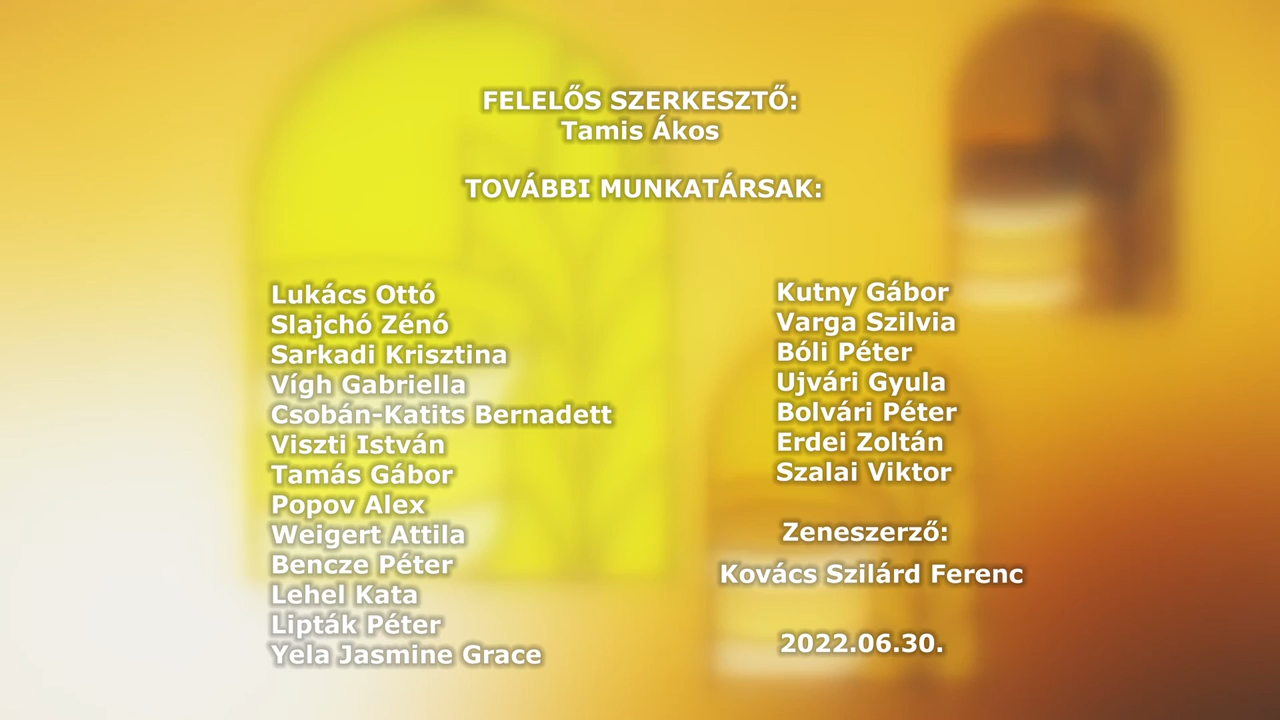 FELELŐS SZERKESZTŐ:
Tamis Ákos
TOVÁBBI MUNKATÁRSAK:
Lukács Ottó
Slajchó Zénó
Sarkadi Krisztina
Vígh Gabriella
Csobán-Katits Bernadett
Viszti István
Tamás Gábor
Popov Alex
Weigert Attila
Bencze Péter
Lehel Kata
Lipták Péter
Yela Jasmine Grace
Kutny Gábor
Varga Szilvia
Bóli Péter
Ujvári Gyula
Bolvári Péter
Erdei Zoltán
Szalai Viktor
Zeneszerző:
Kovács Szilárd Ferenc
2022.06.30.